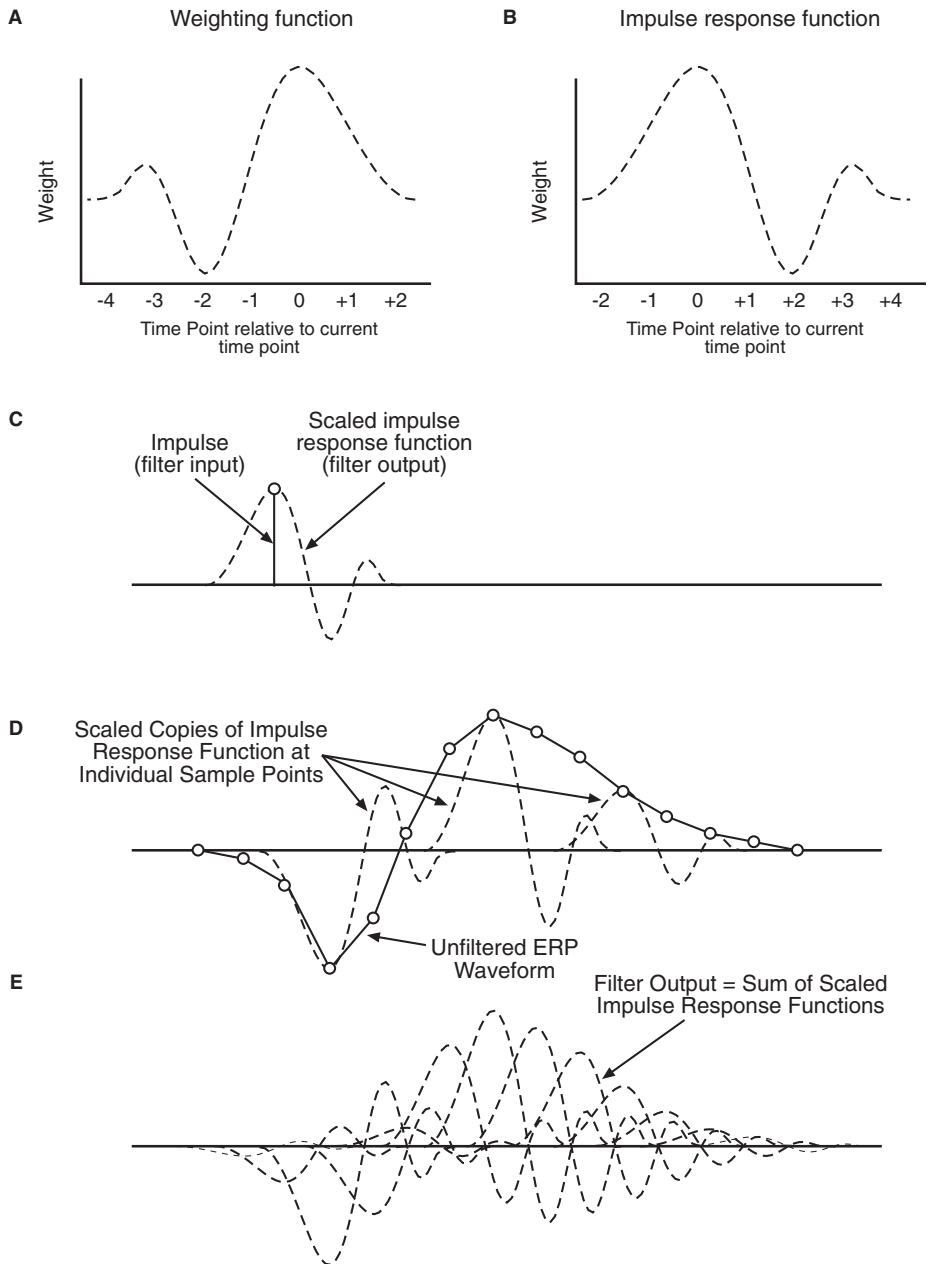 A
Weighting function
Weight
-4 -3 -2 -1 0 +1 +2
Time Point relative to current
time point
B
Impulse response function
Weight
-2 -1 0 +1 +2 +3 +4
Time Point relative to current
time point
C
Impulse
(filter input)
Scaled impulse
response function
(filter output)
D
Scaled Copies of Impulse
Response Function at
Individual Sample Points
Unfiltered ERP
Waveform
E
Filter Output = Sum of Scaled
Impulse Response Functions